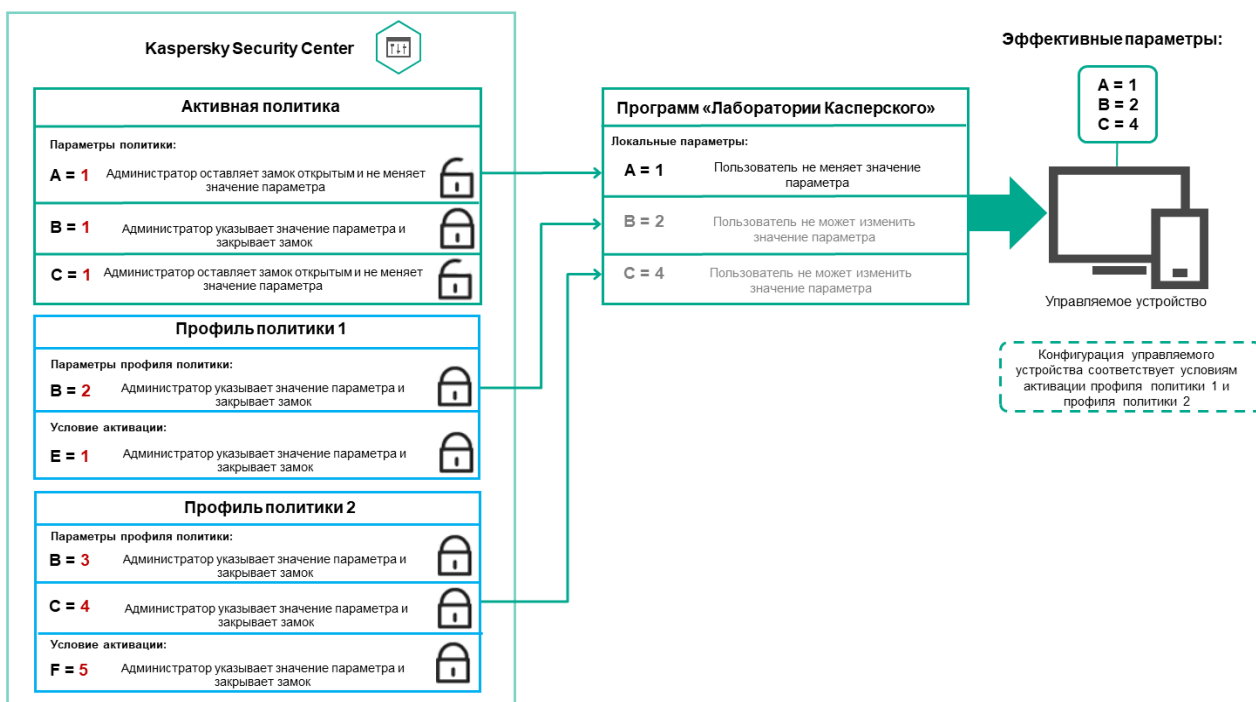 Kaspersky Security Center
Активная политика
Параметры политики:
A = 1
Администратор оставляет замок открытым и не меняет
значение параметра
B = 1
Администратор указывает значение параметра и
закрывает замок
C = 1
Администратор оставляет замок открытым и не меняет
значение параметра
Профиль политики 1
Параметры профиля политики:
B = 2
Администратор указывает значение параметра и
закрывает замок
Условие активации:
E = 1
Администратор указывает значение параметра и
закрывает замок
Профиль политики 2
Параметры профиля политики:
B = 3
Администратор указывает значение параметра и
закрывает замок
C = 4
Администратор указывает значение параметра и
закрывает замок
Условие активации:
F = 5
Администратор указывает значение параметра и
закрывает замок
Программ «Лаборатории Касперского»
Локальные параметры:
A = 1
Пользователь не меняет значение
параметра
B = 2
Пользователь не может изменить
значение параметра
C = 4
Пользователь не может изменить
значение параметра
Эффективные параметры:
A = 1
B = 2
C = 4
Управляемое устройство
Конфигурация управляемого
устройства соответствует условиям
активации профиля политики 1 и
профиля политики 2